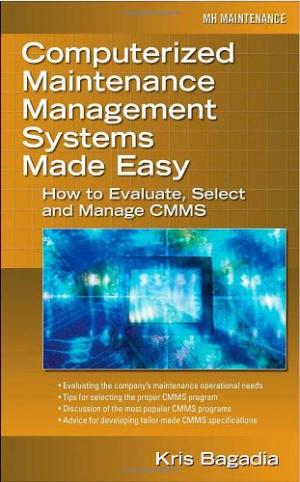 MH MAINTENANCE
Computerized
Maintenance
Management
Systems
Made Easy
How to Evaluate, Select
and Manage CMMS
• Evaluating the company's maintenance operational needs
• Tips for selecting the proper CMMS program
• Discussion of the most popular CMMS programs
• Advice for developing tailor-made CMMS specifications
Kris Bagadia